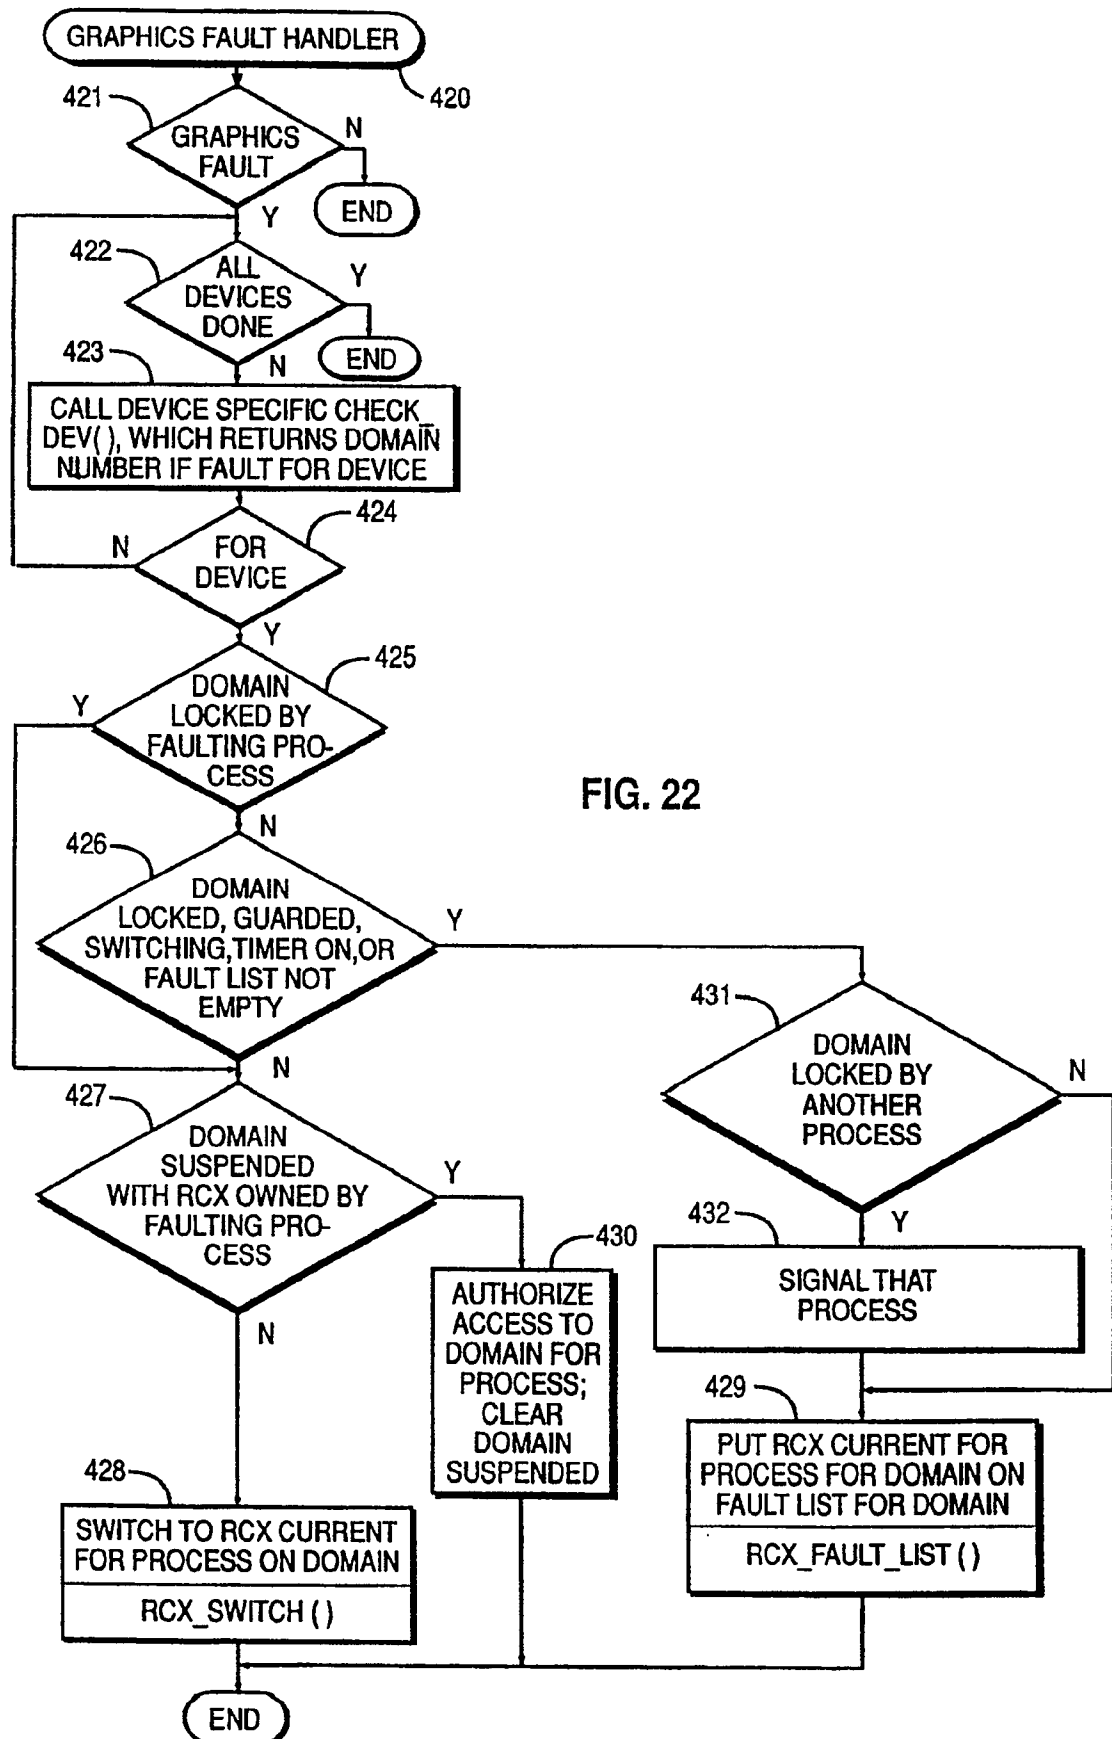 GRAPHICS FAULT HANDLER
420
421
GRAPHICS
FAULT
N
END
Y
422
ALL
DEVICES
DONE
Y
END
N
423
CALL DEVICE SPECIFIC CHECK_
DEV( ), WHICH RETURNS DOMAIN
NUMBER IF FAULT FOR DEVICE
424
FOR
DEVICE
N
Y
425
DOMAIN
LOCKED BY
FAULTING PRO-
CESS
Y
N
FIG. 22
426
DOMAIN
LOCKED, GUARDED,
SWITCHING,TIMER ON,OR
FAULT LIST NOT
EMPTY
Y
N
431
DOMAIN
LOCKED BY
ANOTHER
PROCESS
N
Y
427
DOMAIN
SUSPENDED
WITH RCX OWNED BY
FAULTING PRO-
CESS
Y
N
432
SIGNAL THAT
PROCESS
430
AUTHORIZE
ACCESS TO
DOMAIN FOR
PROCESS;
CLEAR
DOMAIN
SUSPENDED
429
PUT RCX CURRENT FOR
PROCESS FOR DOMAIN ON
FAULT LIST FOR DOMAIN
RCX_FAULT_LIST ( )
428
SWITCH TO RCX CURRENT
FOR PROCESS ON DOMAIN
RCX_SWITCH ( )
END